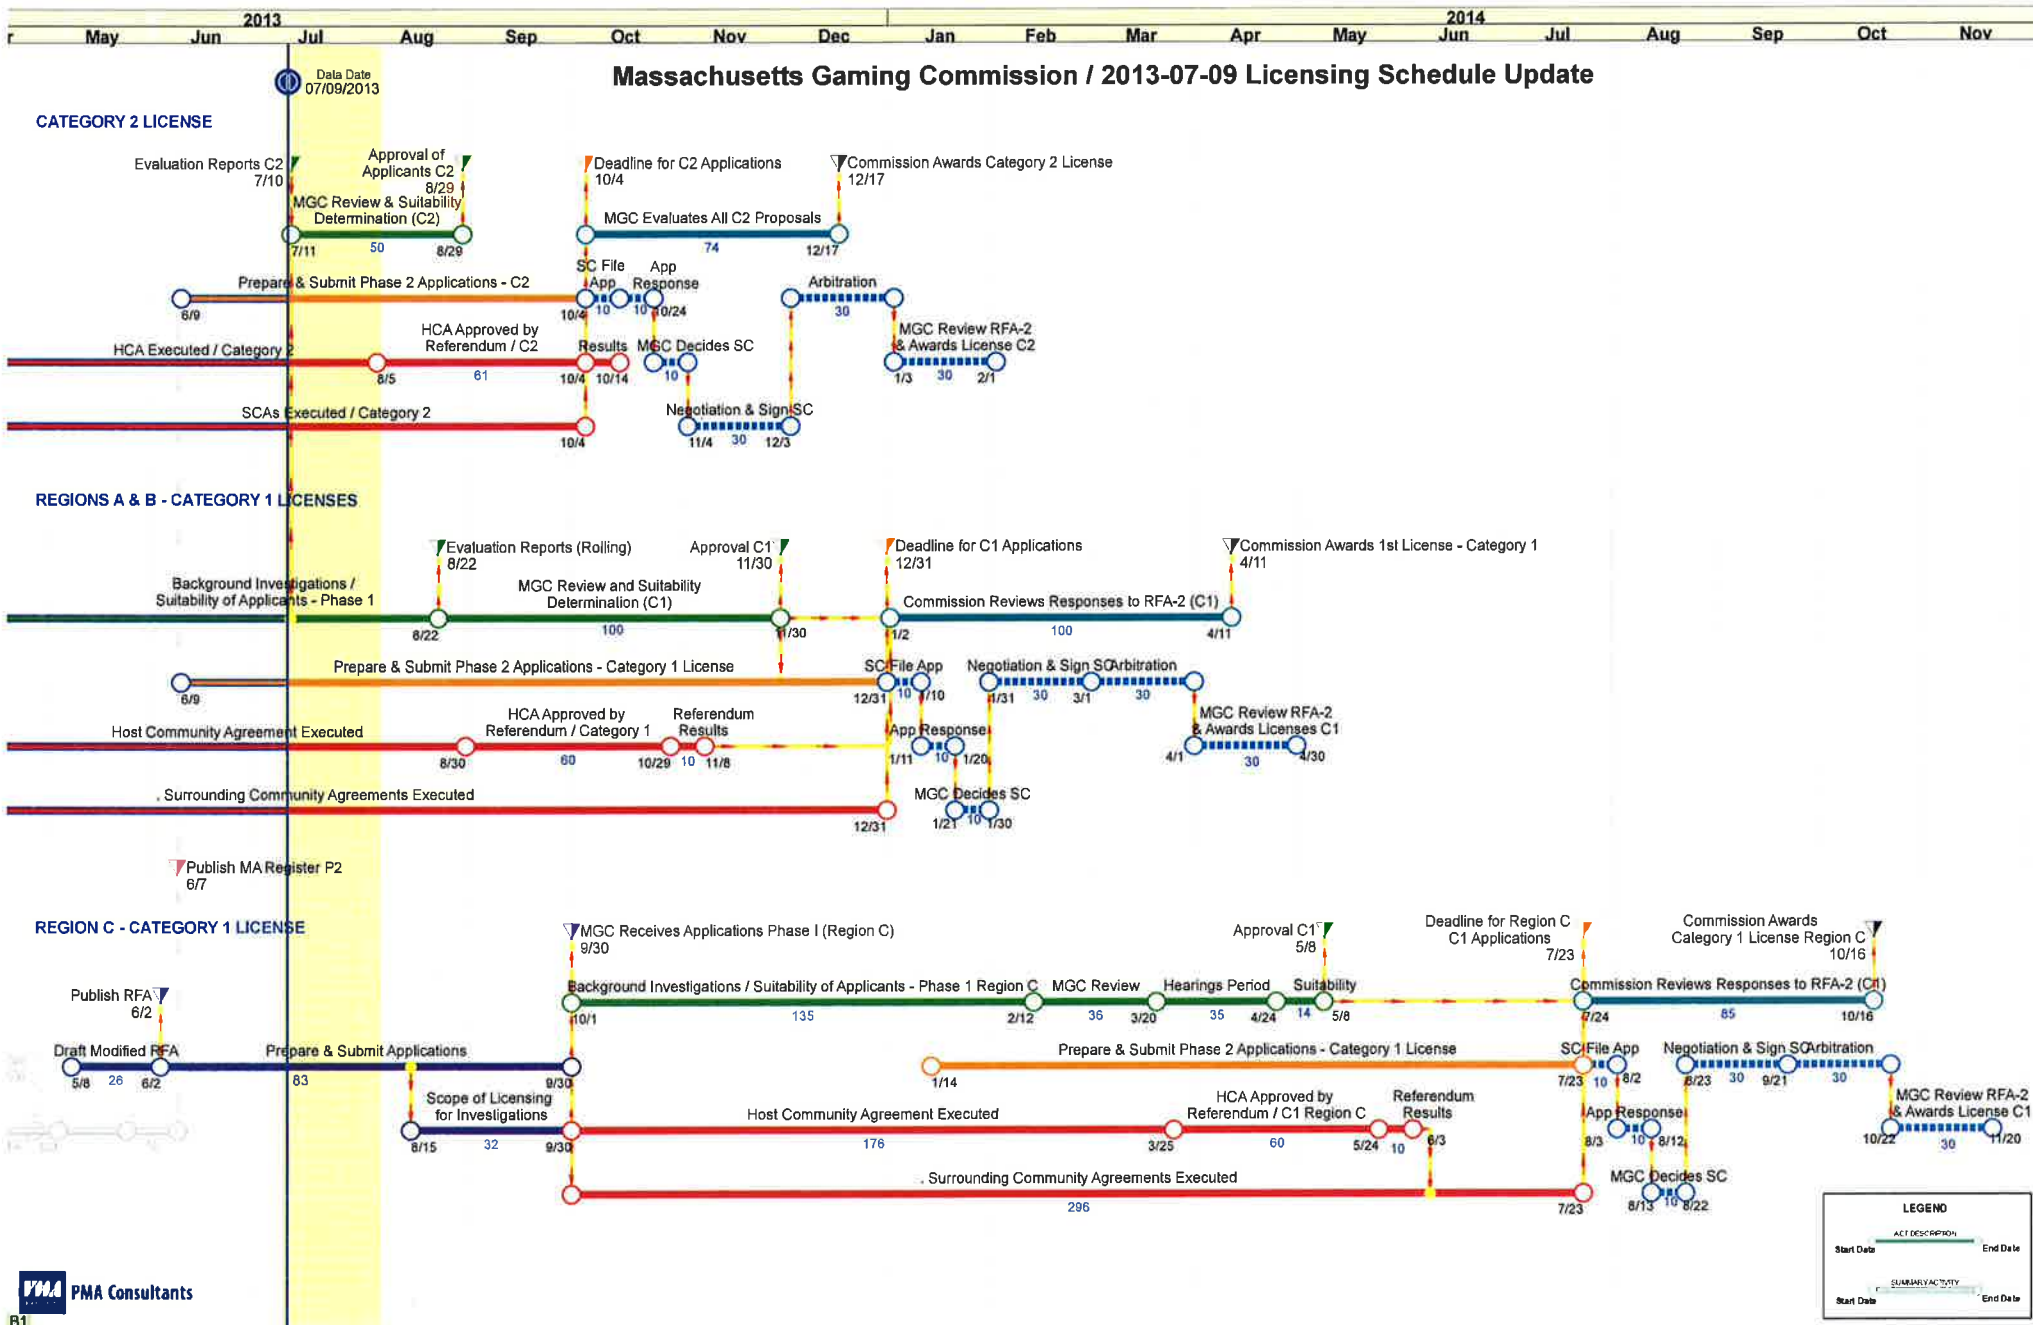 2013 2014
May Jun Jul Aug Sep Oct Nov Dec Jan Feb Mar Apr May Jun Jul Aug Sep Oct Nov
Massachusetts Gaming Commission / 2013-07-09 Licensing Schedule Update
Data Date
07/09/2013
CATEGORY 2 LICENSE
Evaluation Reports C2
7/10
Approval of
Applicants C2
8/29
Deadline for C2 Applications
10/4
Commission Awards Category 2 License
12/17
MGC Review & Suitability
Determination (C2)
7/11 50 8/29
MGC Evaluates All C2 Proposals
74 12/17
Prepare & Submit Phase 2 Applications - C2
6/9 10/4
SC File
App
10
App
Response
10 10/24
Arbitration
30
HCA Executed / Category 2
HCA Approved by
Referendum / C2
8/5 61 10/4
Results
10/14
MGC Decides SC
10
MGC Review RFA-2
& Awards License C2
1/3 30 2/1
SCAs Executed / Category 2
10/4
Negotiation & Sign SC
11/4 30 12/3
REGIONS A & B - CATEGORY 1 LICENSES
Evaluation Reports (Rolling)
8/22
Approval C1
11/30
Deadline for C1 Applications
12/31
Commission Awards 1st License - Category 1
4/11
Background Investigations /
Suitability of Applicants - Phase 1
8/22
MGC Review and Suitability
Determination (C1)
100 11/30
Commission Reviews Responses to RFA-2 (C1)
1/2 100 4/11
Prepare & Submit Phase 2 Applications - Category 1 License
6/9 12/31
SC File App
10 1/10
Negotiation & Sign SC
1/31 30 3/1
Arbitration
30
Host Community Agreement Executed
8/30
HCA Approved by
Referendum / Category 1
60 10/29
Referendum
Results
10 11/8
App Response
1/11 10 1/20
MGC Review RFA-2
& Awards Licenses C1
4/1 30 4/30
. Surrounding Community Agreements Executed
12/31
MGC Decides SC
1/21 10 1/30
Publish MA Register P2
6/7
REGION C - CATEGORY 1 LICENSE
MGC Receives Applications Phase I (Region C)
9/30
Approval C1
5/8
Deadline for Region C
C1 Applications
7/23
Commission Awards
Category 1 License Region C
10/16
Publish RFA
6/2
Background Investigations / Suitability of Applicants - Phase 1 Region C
10/1 135 2/12
MGC Review
36 3/20
Hearings Period
35 4/24
Suitability
14 5/8
Commission Reviews Responses to RFA-2 (C1)
7/24 85 10/16
Draft Modified RFA
5/8 26 6/2
Prepare & Submit Applications
83 9/30
Prepare & Submit Phase 2 Applications - Category 1 License
1/14 7/23
SC File App
10 8/2
Negotiation & Sign SC
8/23 30 9/21
Arbitration
30
Scope of Licensing
for Investigations
8/15 32 9/30
Host Community Agreement Executed
176 3/25
HCA Approved by
Referendum / C1 Region C
60 5/24
Referendum
Results
10 6/3
App Response
8/3 10 8/12
MGC Review RFA-2
& Awards License C1
10/22 30 11/20
. Surrounding Community Agreements Executed
296 7/23
MGC Decides SC
8/13 10 8/22
LEGEND
ACT DESCRIPTION
Start Date End Date
SUMMARY ACTIVITY
Start Date End Date
PMA PMA Consultants
B1